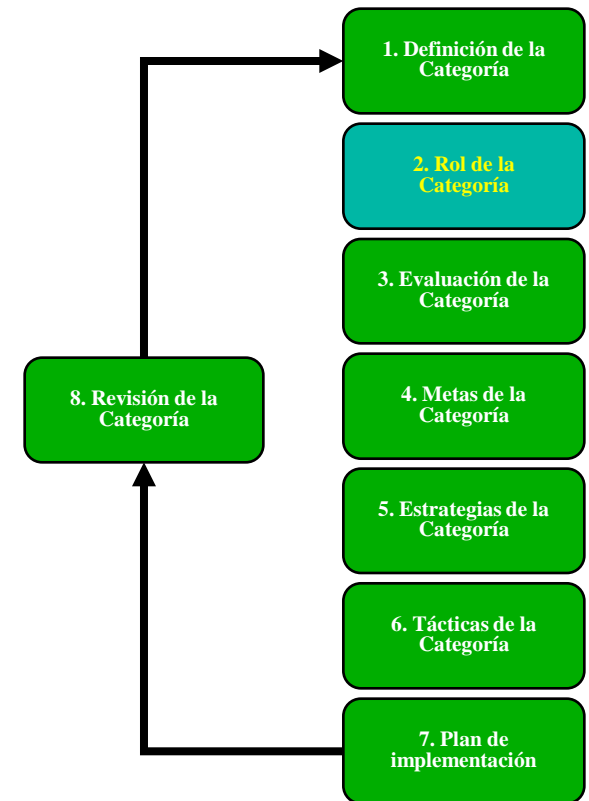 1. Definición de la
Categoría
2. Rol de la
Categoría
3. Evaluación de la
Categoría
4. Metas de la
Categoría
5. Estrategias de la
Categoría
6. Tácticas de la
Categoría
7. Plan de
implementación
8. Revisión de la
Categoría